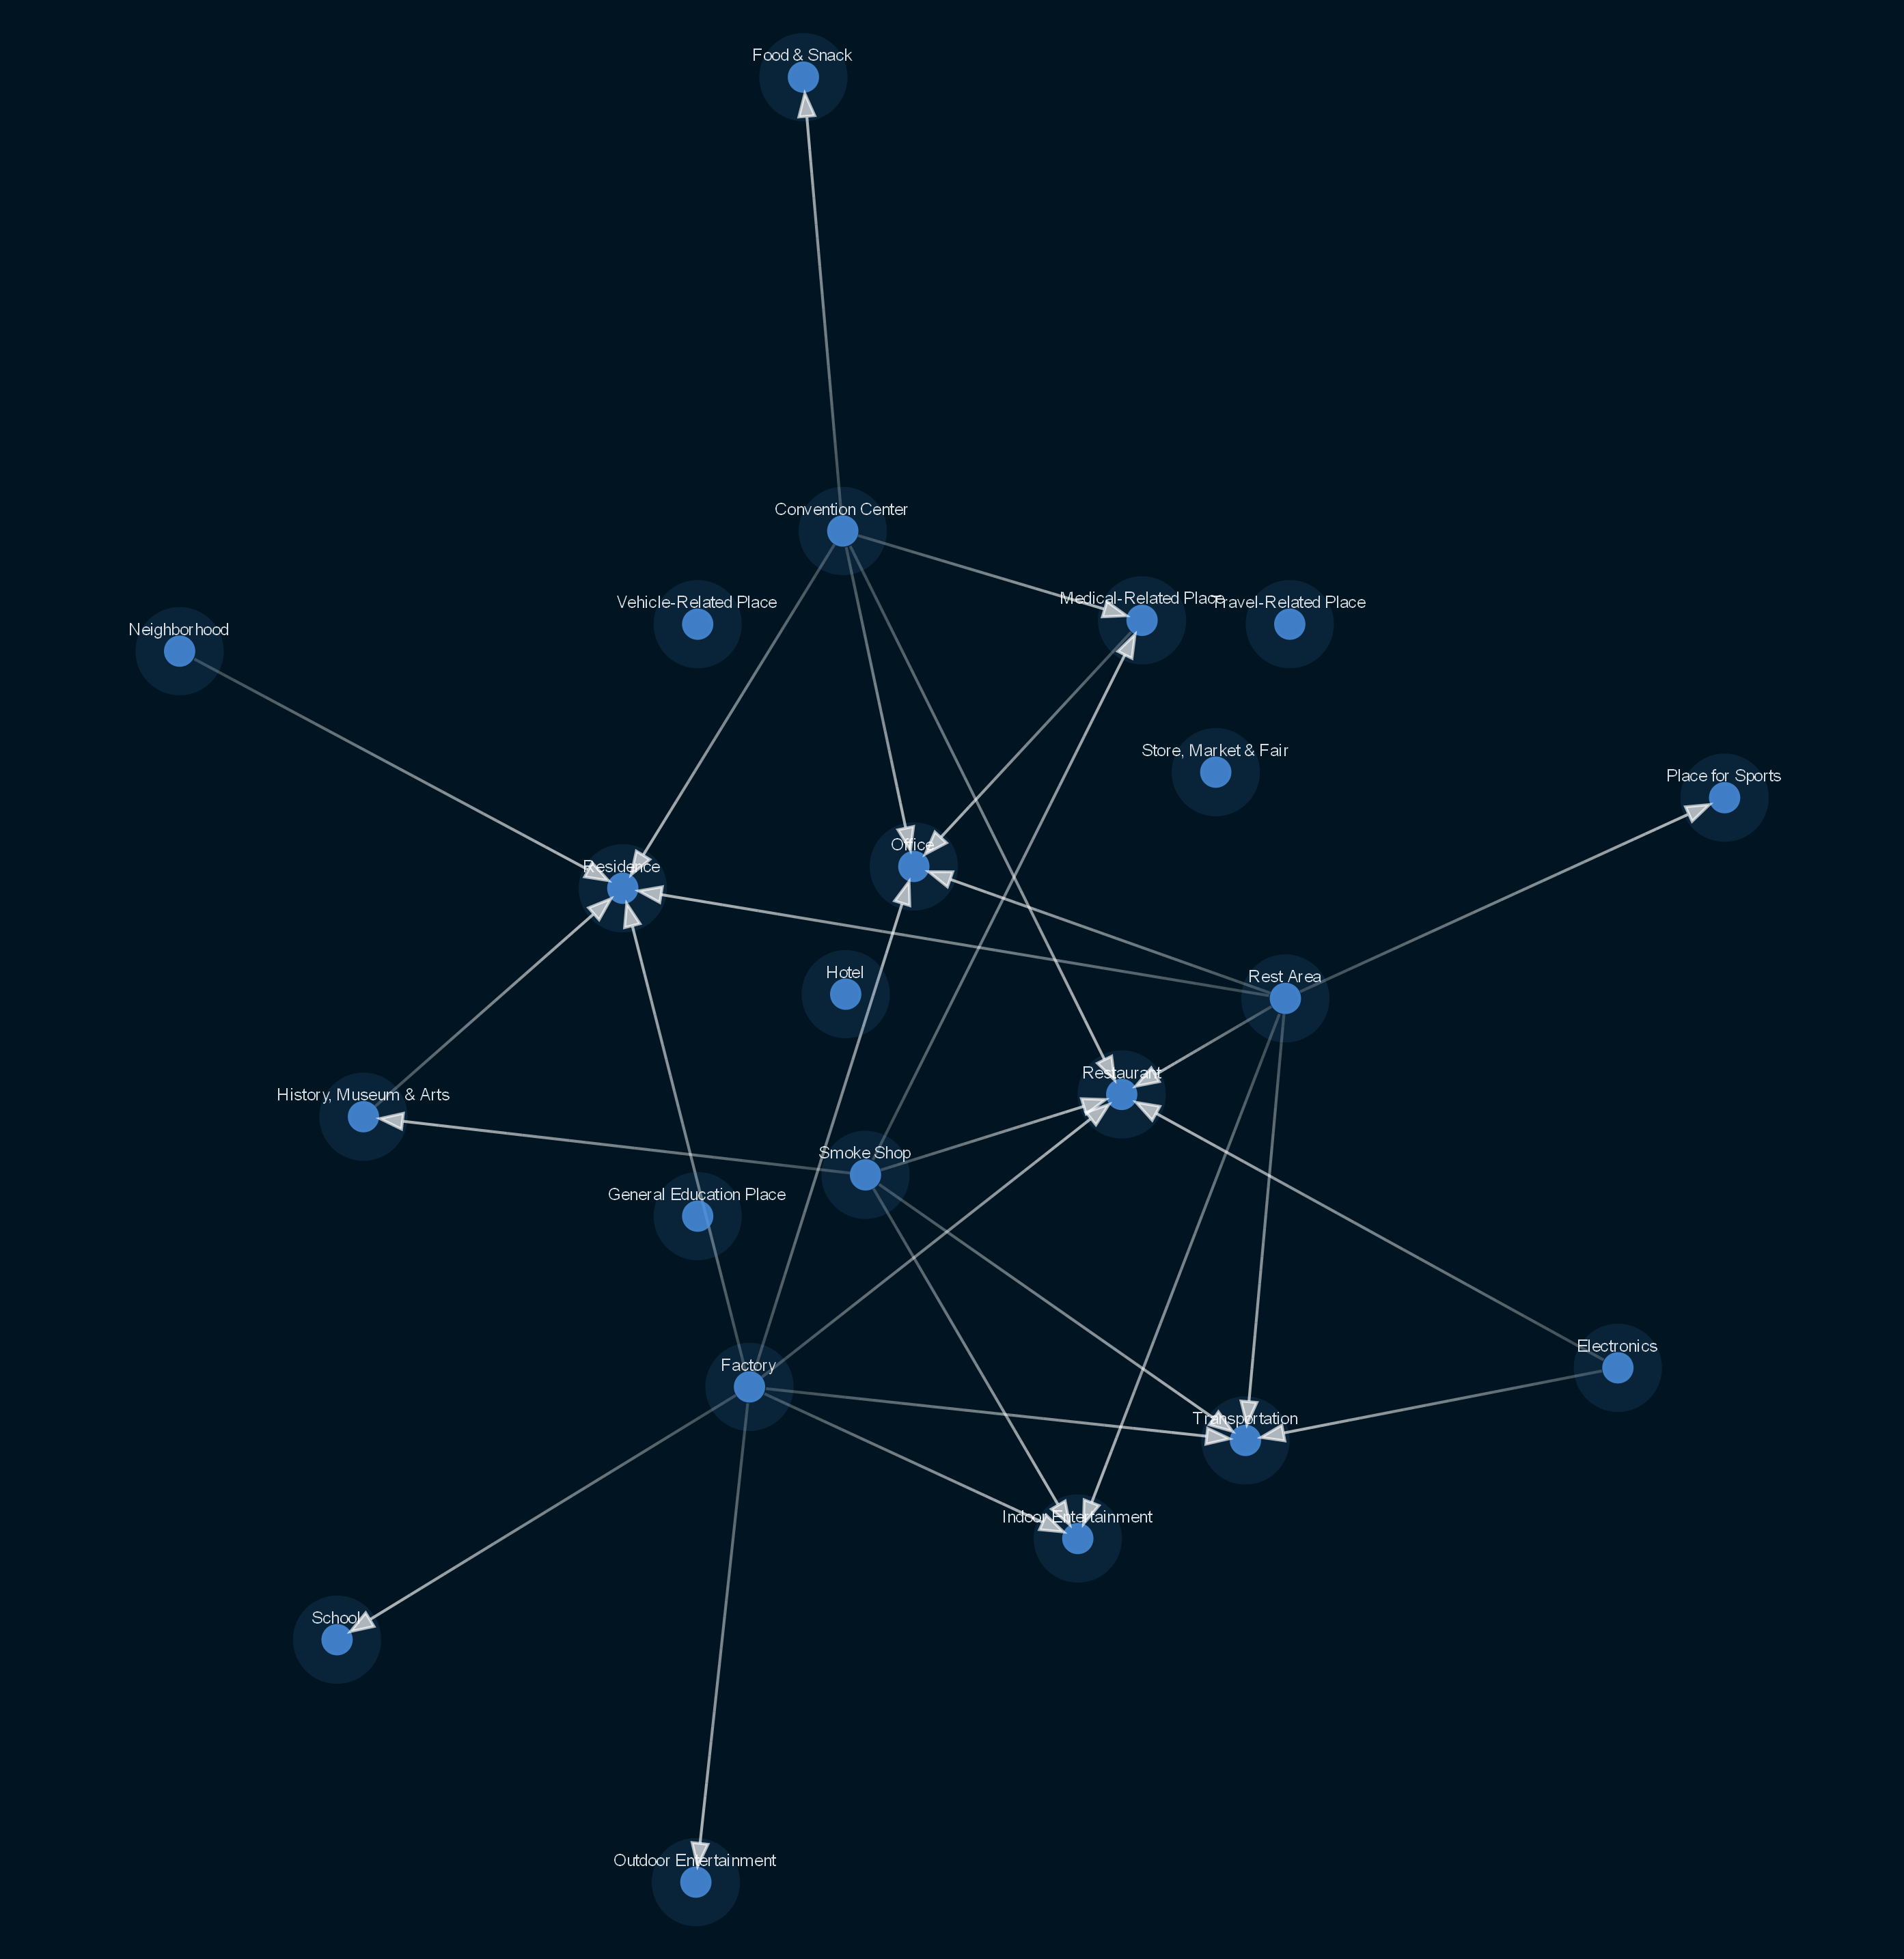 Food & Snack
Convention Center
Medical-Related Place
Vehicle-Related Place
Travel-Related Place
Neighborhood
Store, Market & Fair
Place for Sports
Office
Residence
Hotel
Rest Area
Restaurant
History, Museum & Arts
Smoke Shop
General Education Place
Electronics
Factory
Transportation
Indoor Entertainment
School
Outdoor Entertainment